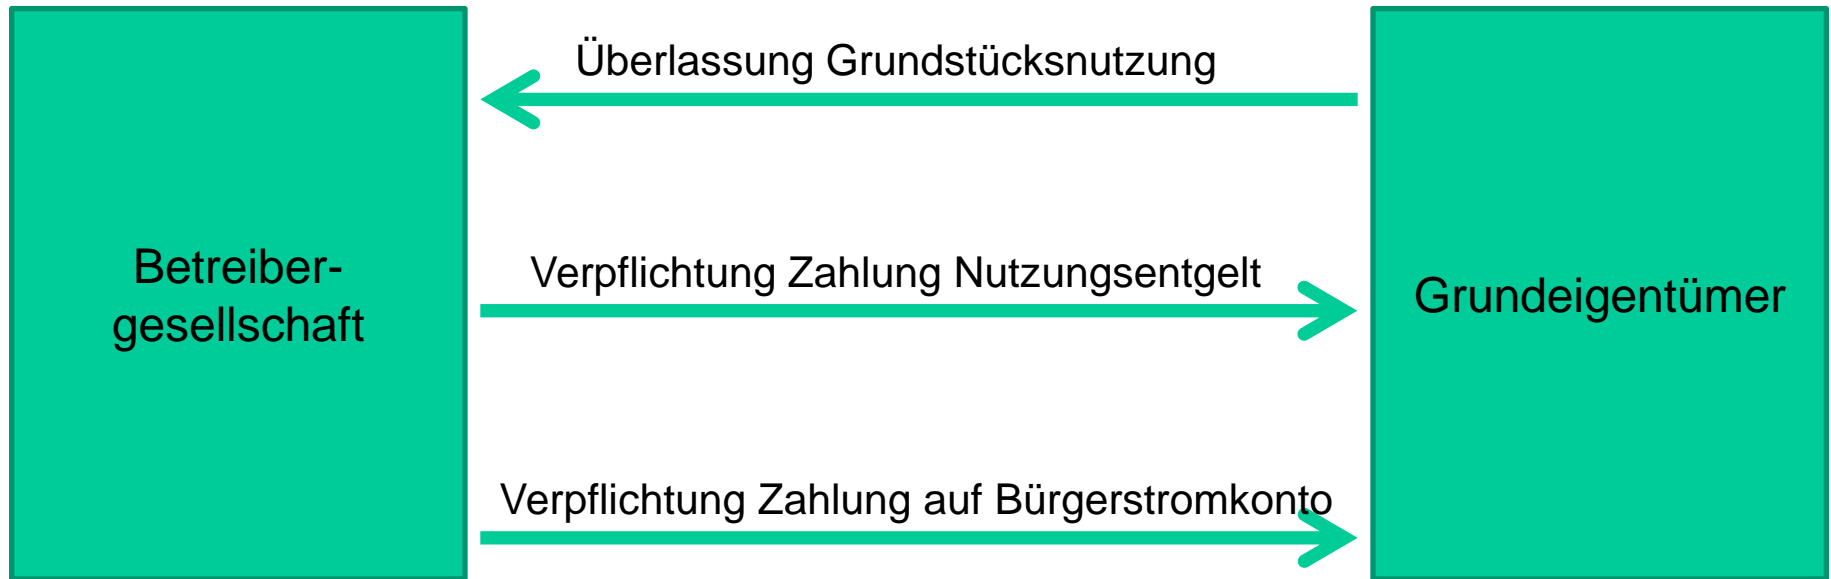 Überlassung Grundstücksnutzung
Betreiber-
gesellschaft
Verpflichtung Zahlung Nutzungsentgelt
Grundeigentümer
Verpflichtung Zahlung auf Bürgerstromkonto